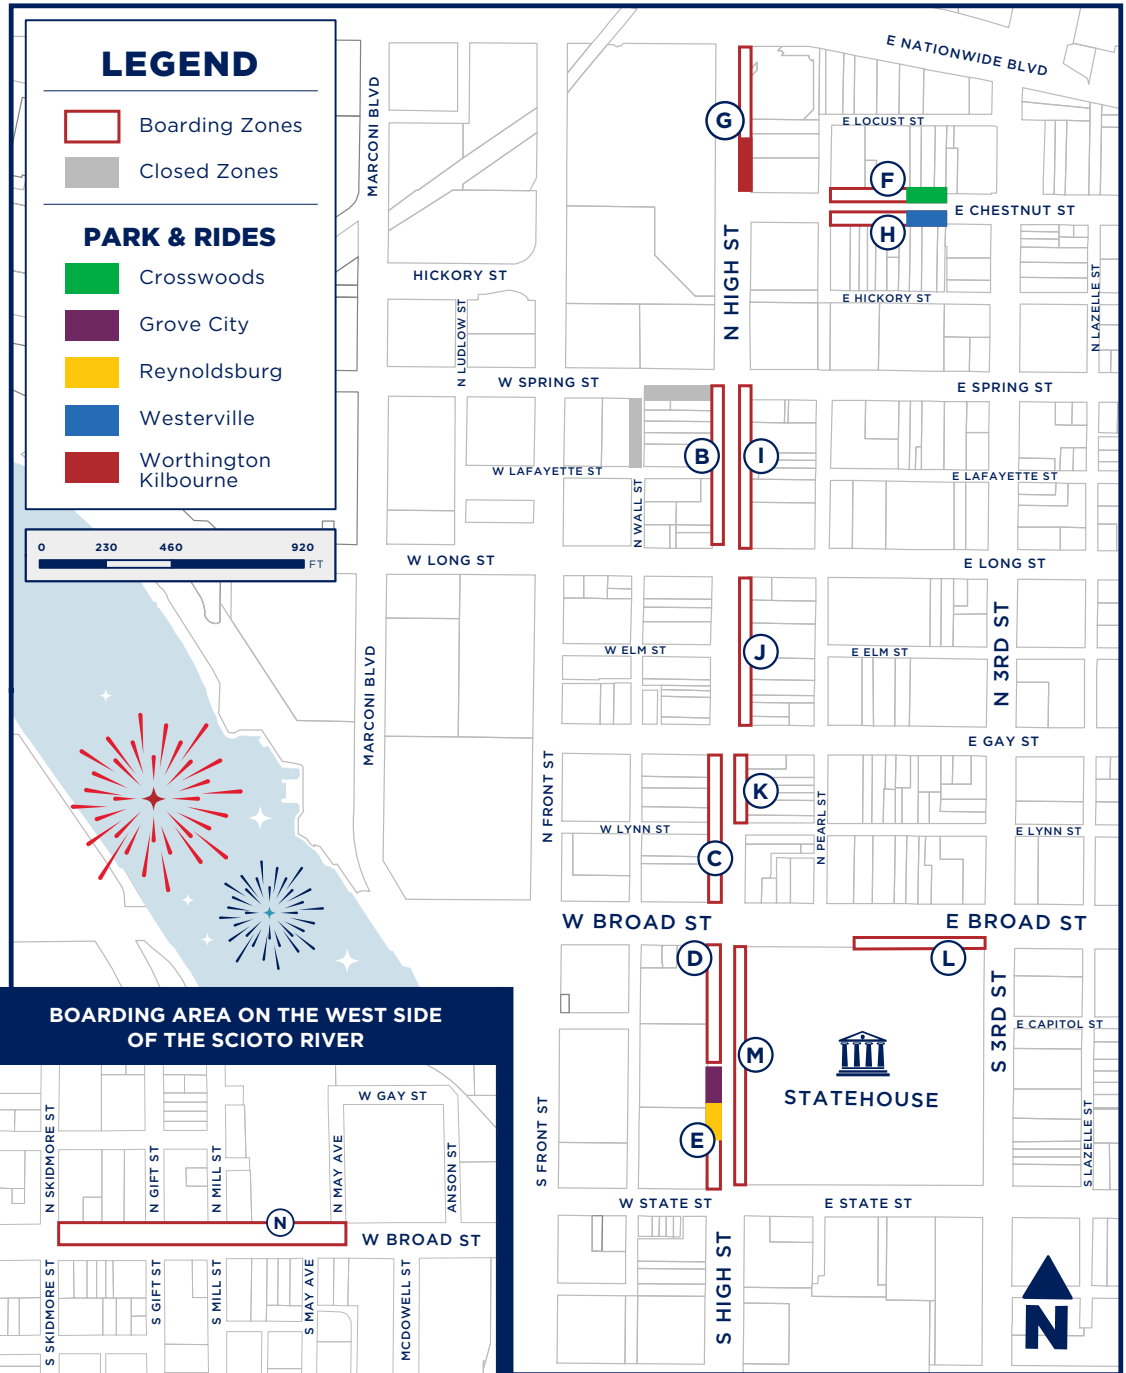 LEGEND
Boarding Zones
Closed Zones
PARK & RIDES
Crosswoods
Grove City
Reynoldsburg
Westerville
Worthington
Kilbourne
0 230 460 920
FT
E NATIONWIDE BLVD
MARCONI BLVD
G
E LOCUST ST
F
E CHESTNUT ST
H
HICKORY ST
N HIGH ST
E HICKORY ST
N LAZELLE ST
N LUDLOW ST
W SPRING ST
E SPRING ST
B
I
W LAFAYETTE ST
E LAFAYETTE ST
N WALL ST
W LONG ST
E LONG ST
W ELM ST
J
E ELM ST
N 3RD ST
MARCONI BLVD
E GAY ST
N FRONT ST
K
N PEARL ST
W LYNN ST
E LYNN ST
C
W BROAD ST
E BROAD ST
D
L
S 3RD ST
E CAPITOL ST
M
STATEHOUSE
S FRONT ST
E
S LAZELLE ST
W STATE ST
E STATE ST
S HIGH ST
N
BOARDING AREA ON THE WEST SIDE
OF THE SCIOTO RIVER
W GAY ST
N SKIDMORE ST
N GIFT ST
N MILL ST
N MAY AVE
ANSON ST
N
W BROAD ST
S SKIDMORE ST
S GIFT ST
S MILL ST
S MAY AVE
MCDOWELL ST